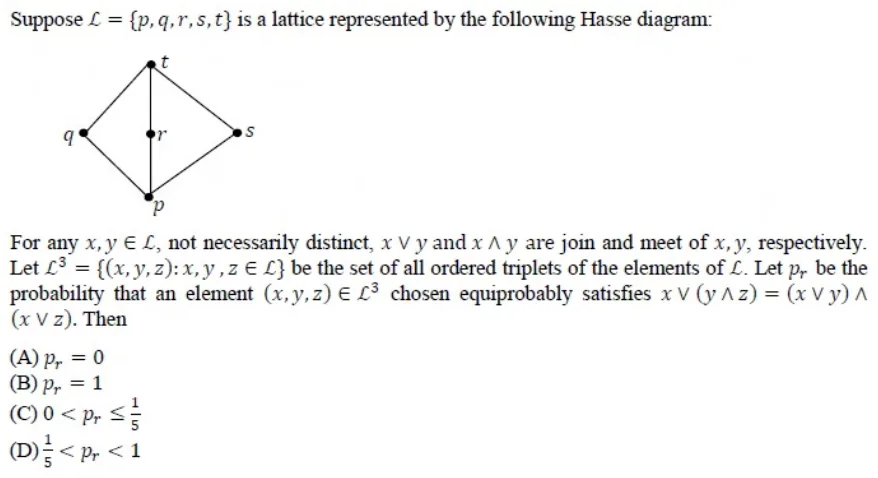 Suppose ℒ = {p, q, r, s, t} is a lattice represented by the following Hasse diagram:
t
q
r
s
p
For any x, y ∈ ℒ, not necessarily distinct, x ∨ y and x ∧ y are join and meet of x, y, respectively.
Let ℒ³ = {(x, y, z): x, y, z ∈ ℒ} be the set of all ordered triplets of the elements of ℒ. Let pᵣ be the
probability that an element (x, y, z) ∈ ℒ³ chosen equiprobably satisfies x ∨ (y ∧ z) = (x ∨ y) ∧
(x ∨ z). Then
(A) pᵣ = 0
(B) pᵣ = 1
(C) 0 < pᵣ ≤ 1/5
(D) 1/5 < pᵣ < 1